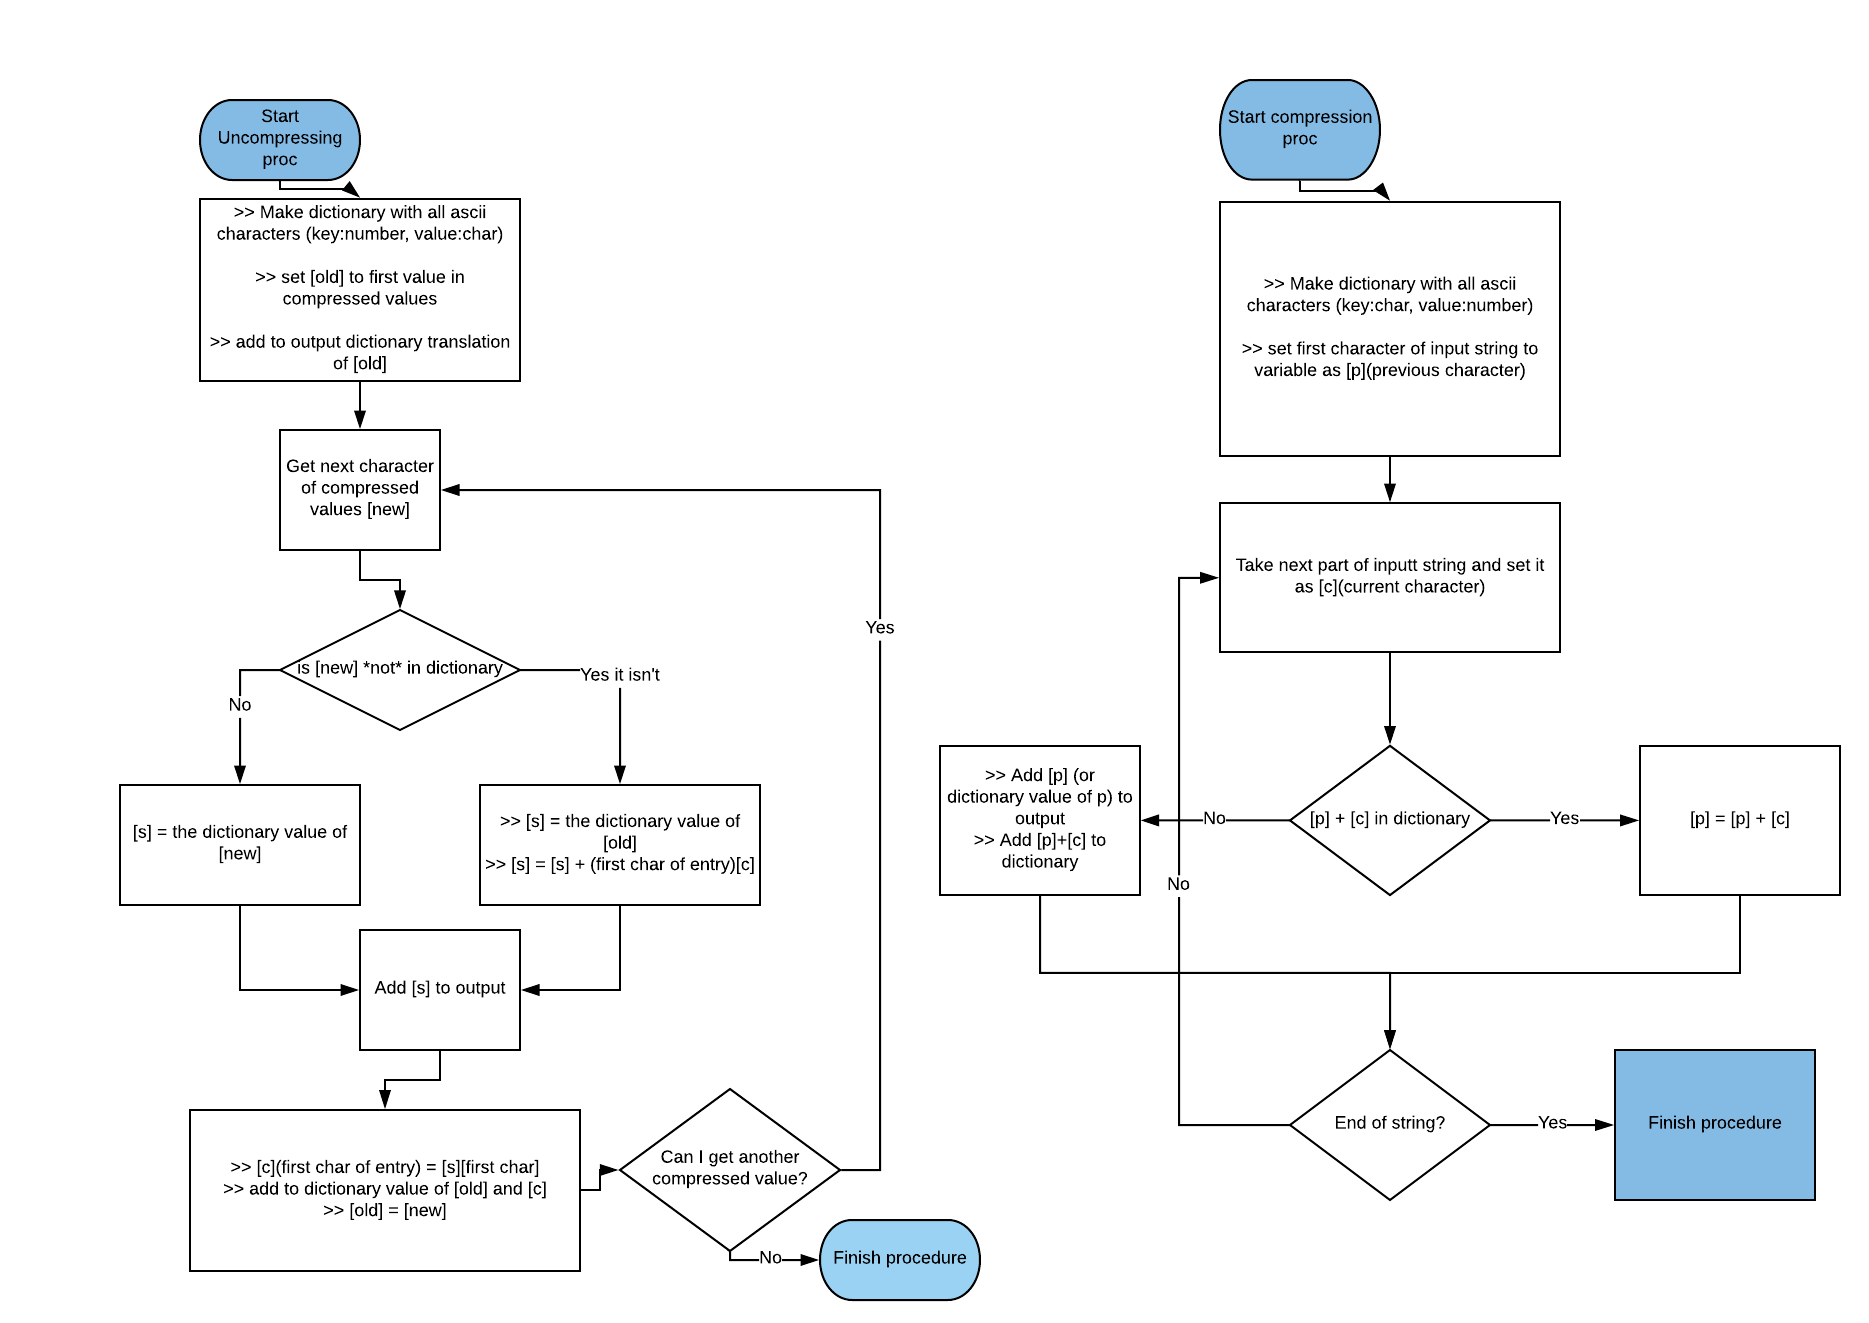 Start
Uncompressing
proc
>> Make dictionary with all ascii
characters (key:number, value:char)
>> set [old] to first value in
compressed values
>> add to output dictionary translation
of [old]
Get next character
of compressed
values [new]
is [new] *not* in dictionary
No
Yes it isn't
Yes
[s] = the dictionary value of
[new]
>> [s] = the dictionary value of
[old]
>> [s] = [s] + (first char of entry)[c]
Add [s] to output
>> [c](first char of entry) = [s][first char]
>> add to dictionary value of [old] and [c]
>> [old] = [new]
Can I get another
compressed value?
No
Finish procedure
Start compression
proc
>> Make dictionary with all ascii
characters (key:char, value:number)
>> set first character of input string to
variable as [p](previous character)
Take next part of inputt string and set it
as [c](current character)
[p] + [c] in dictionary
No
Yes
>> Add [p] (or
dictionary value of p) to
output
>> Add [p]+[c] to
dictionary
[p] = [p] + [c]
No
End of string?
Yes
Finish procedure